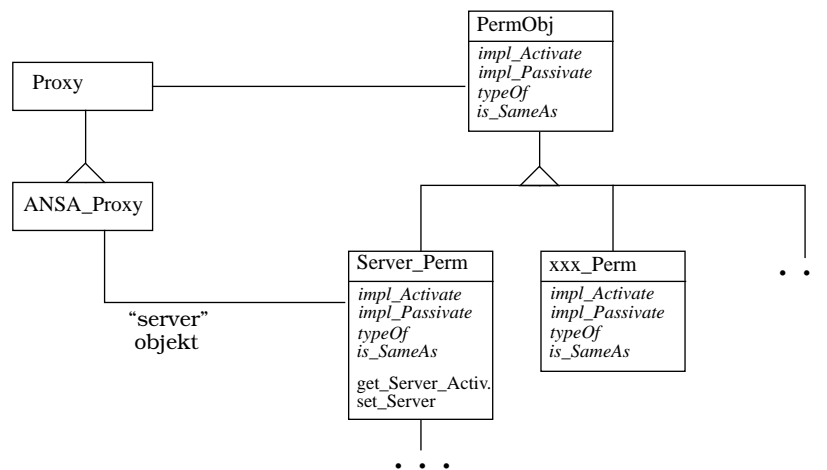 PermObj
impl_Activate
impl_Passivate
typeOf
is_SameAs
Proxy
ANSA_Proxy
Server_Perm
impl_Activate
impl_Passivate
typeOf
is_SameAs
get_Server_Activ.
set_Server
xxx_Perm
impl_Activate
impl_Passivate
typeOf
is_SameAs
. .
“server”
objekt
. . .